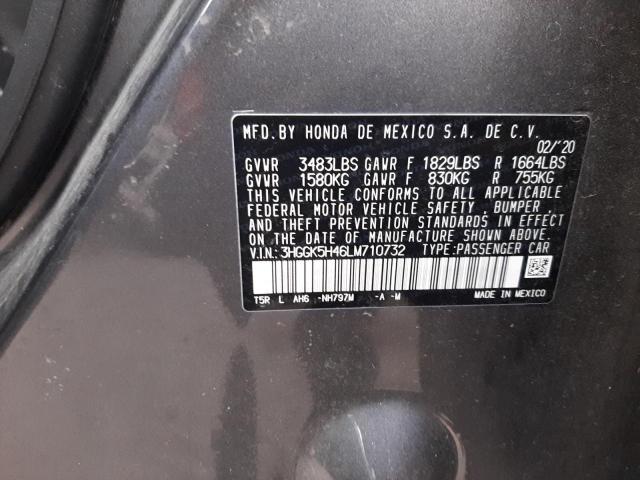 MFD.BY HONDA DE MEXICO S.A. DE C.V.
02/'20
GVWR 3483LBS GAWR F 1829LBS R 1664LBS
GVWR 1580KG GAWR F 830KG R 755KG
THIS VEHICLE CONFORMS TO ALL APPLICABLE
FEDERAL MOTOR VEHICLE SAFETY BUMPER
AND THEFT PREVENTION STANDARDS IN EFFECT
ON THE DATE OF MANUFACTURE SHOWN ABOVE.
V.I.N.: 3HGGK5H46LM710732 TYPE:PASSENGER CAR
T5R L AH6 -NH797M -A -M MADE IN MEXICO